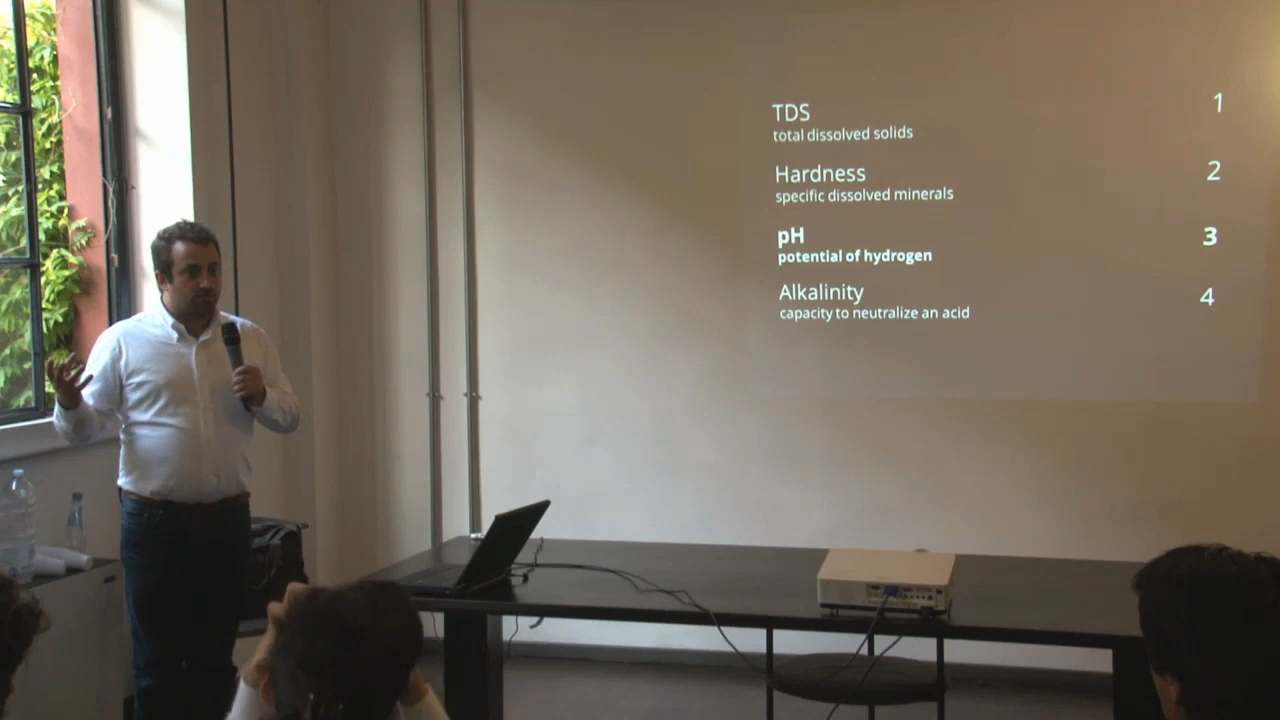 TDS 1
total dissolved solids
Hardness 2
specific dissolved minerals
pH 3
potential of hydrogen
Alkalinity 4
capacity to neutralize an acid